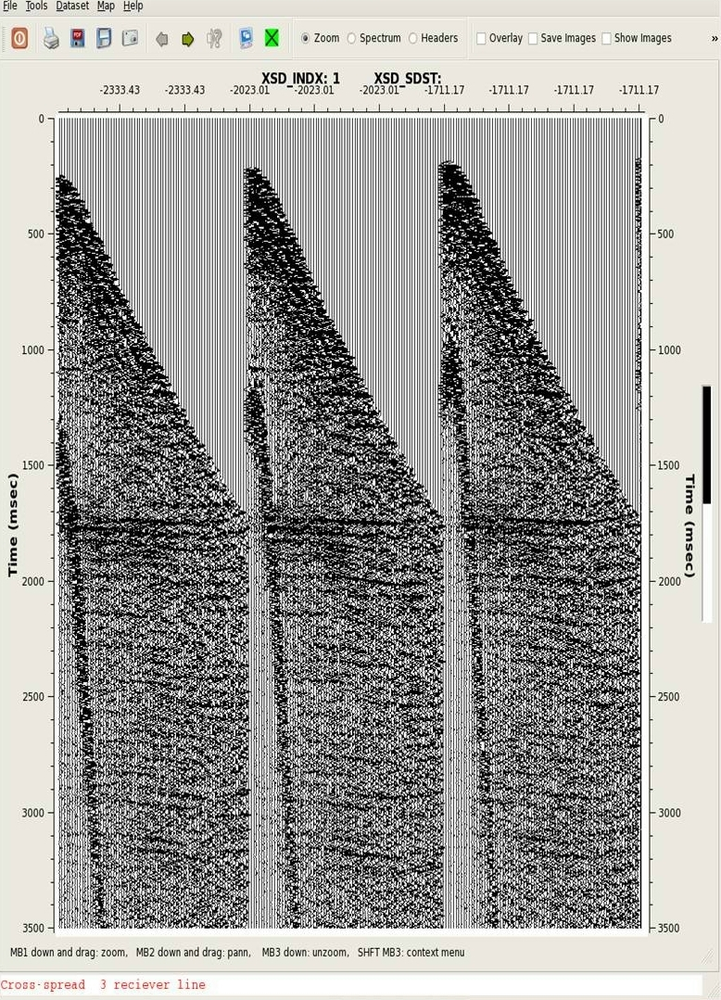 File Tools Dataset Map Help
Zoom Spectrum Headers Overlay Save Images Show Images »
XSD_INDX: 1 XSD_SDST:
-2333.43 -2333.43 -2023.01 -2023.01 -2023.01 -1711.17 -1711.17 -1711.17 -1711.17
0 0
500 500
1000 1000
1500 1500
Time (msec) Time (msec)
2000 2000
2500 2500
3000 3000
3500 3500
MB1 down and drag: zoom, MB2 down and drag: pann, MB3 down: unzoom, SHFT MB3: context menu
Cross-spread 3 reciever line